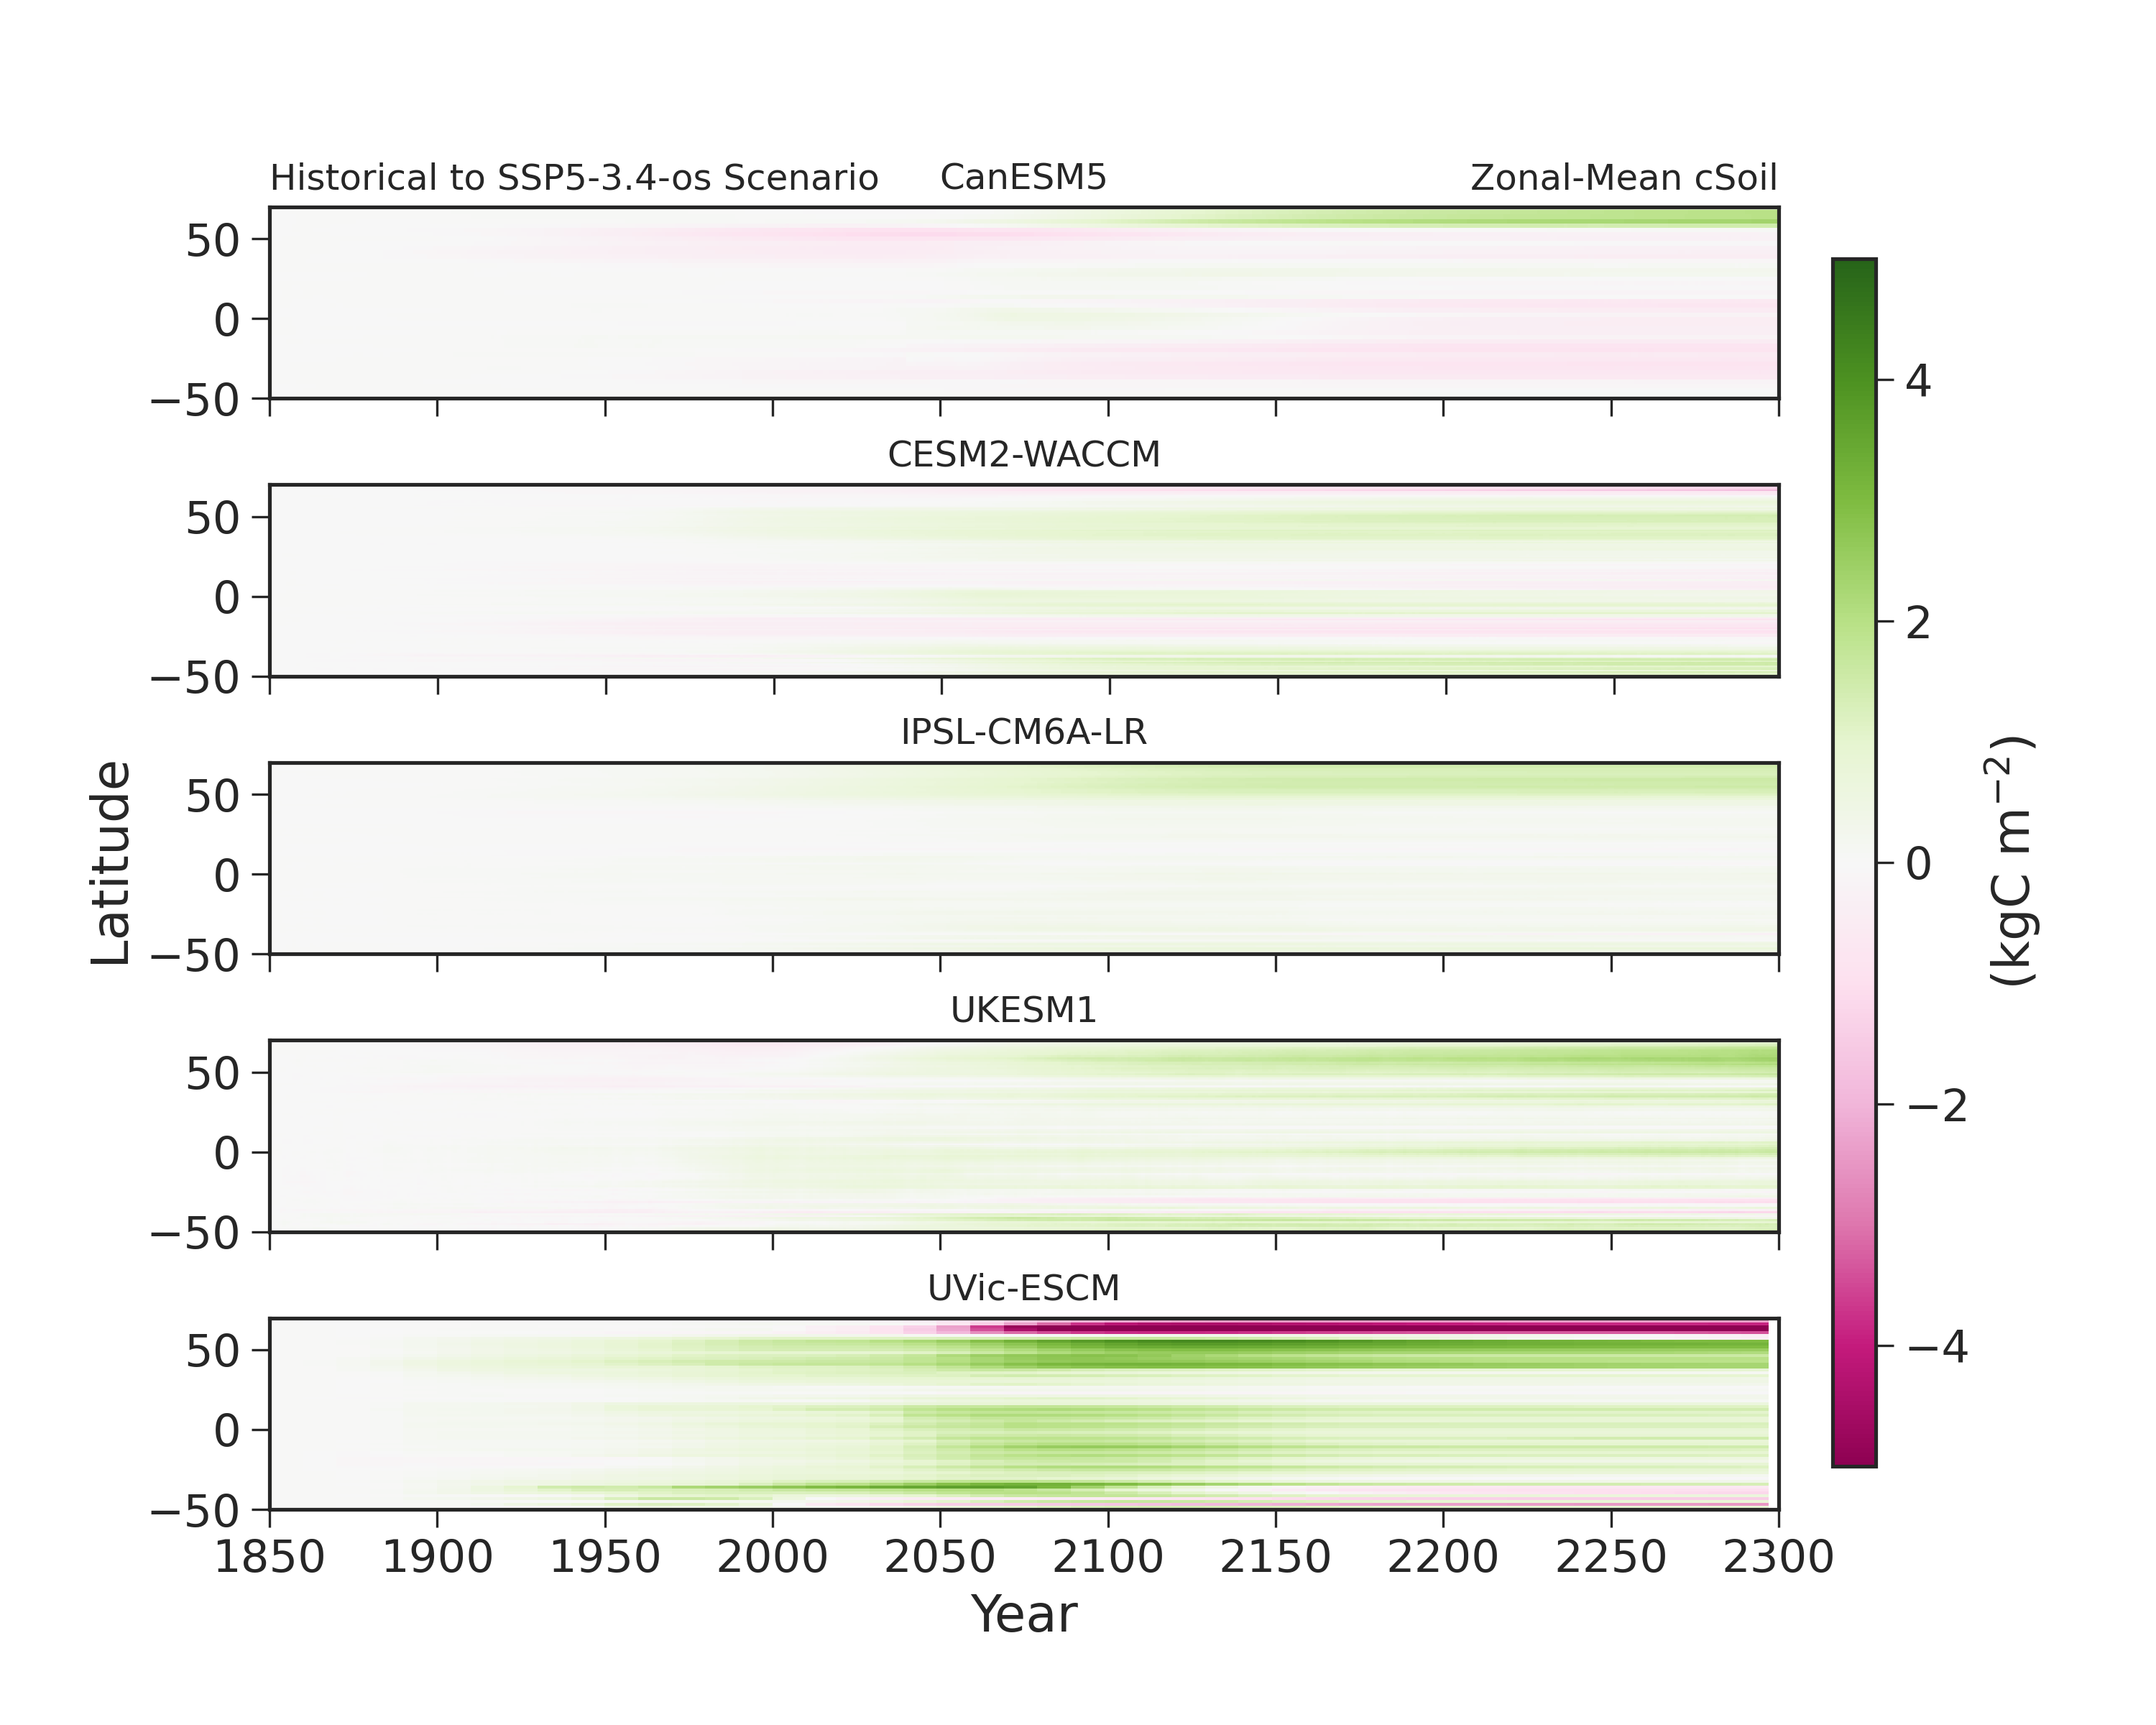 Historical to SSP5-3.4-os Scenario CanESM5 Zonal-Mean cSoil
50
0
−50
CESM2-WACCM
50
0
−50
IPSL-CM6A-LR
50
0
−50
UKESM1
50
0
−50
UVic-ESCM
50
0
−50
1850 1900 1950 2000 2050 2100 2150 2200 2250 2300
Year
Latitude
4
2
0
−2
−4
(kgC m⁻²)